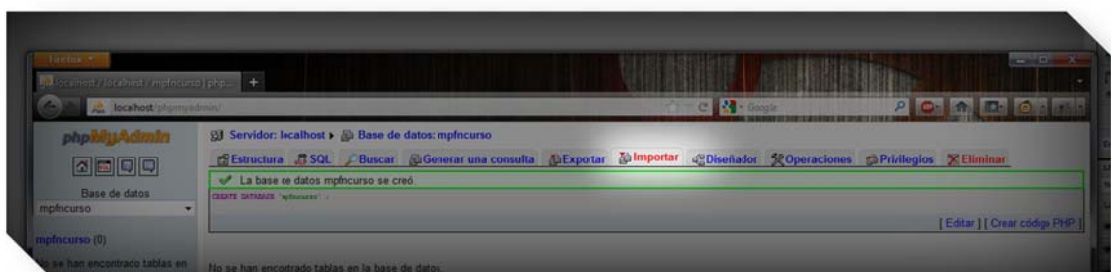 Firefox
localhost / localhost / mpfncurso | php...
localhost/phpmyadmin/
Google
phpMyAdmin
Servidor: localhost ▸ Base de datos: mpfncurso
Estructura SQL Buscar Generar una consulta Exportar Importar Diseñador Operaciones Privilegios Eliminar
La base de datos mpfncurso se creó.
CREATE DATABASE `mpfncurso` ;
[ Editar ] [ Crear código PHP ]
Base de datos
mpfncurso
mpfncurso (0)
No se han encontrado tablas en
No se han encontrado tablas en la base de datos.